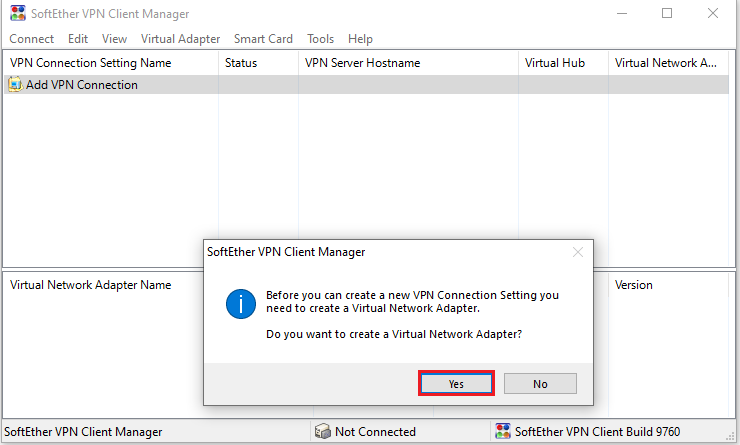 SoftEther VPN Client Manager
Connect Edit View Virtual Adapter Smart Card Tools Help
VPN Connection Setting Name Status VPN Server Hostname Virtual Hub Virtual Network A...
Add VPN Connection
SoftEther VPN Client Manager
Virtual Network Adapter Name Version
Before you can create a new VPN Connection Setting you
need to create a Virtual Network Adapter.
Do you want to create a Virtual Network Adapter?
Yes No
SoftEther VPN Client Manager Not Connected SoftEther VPN Client Build 9760